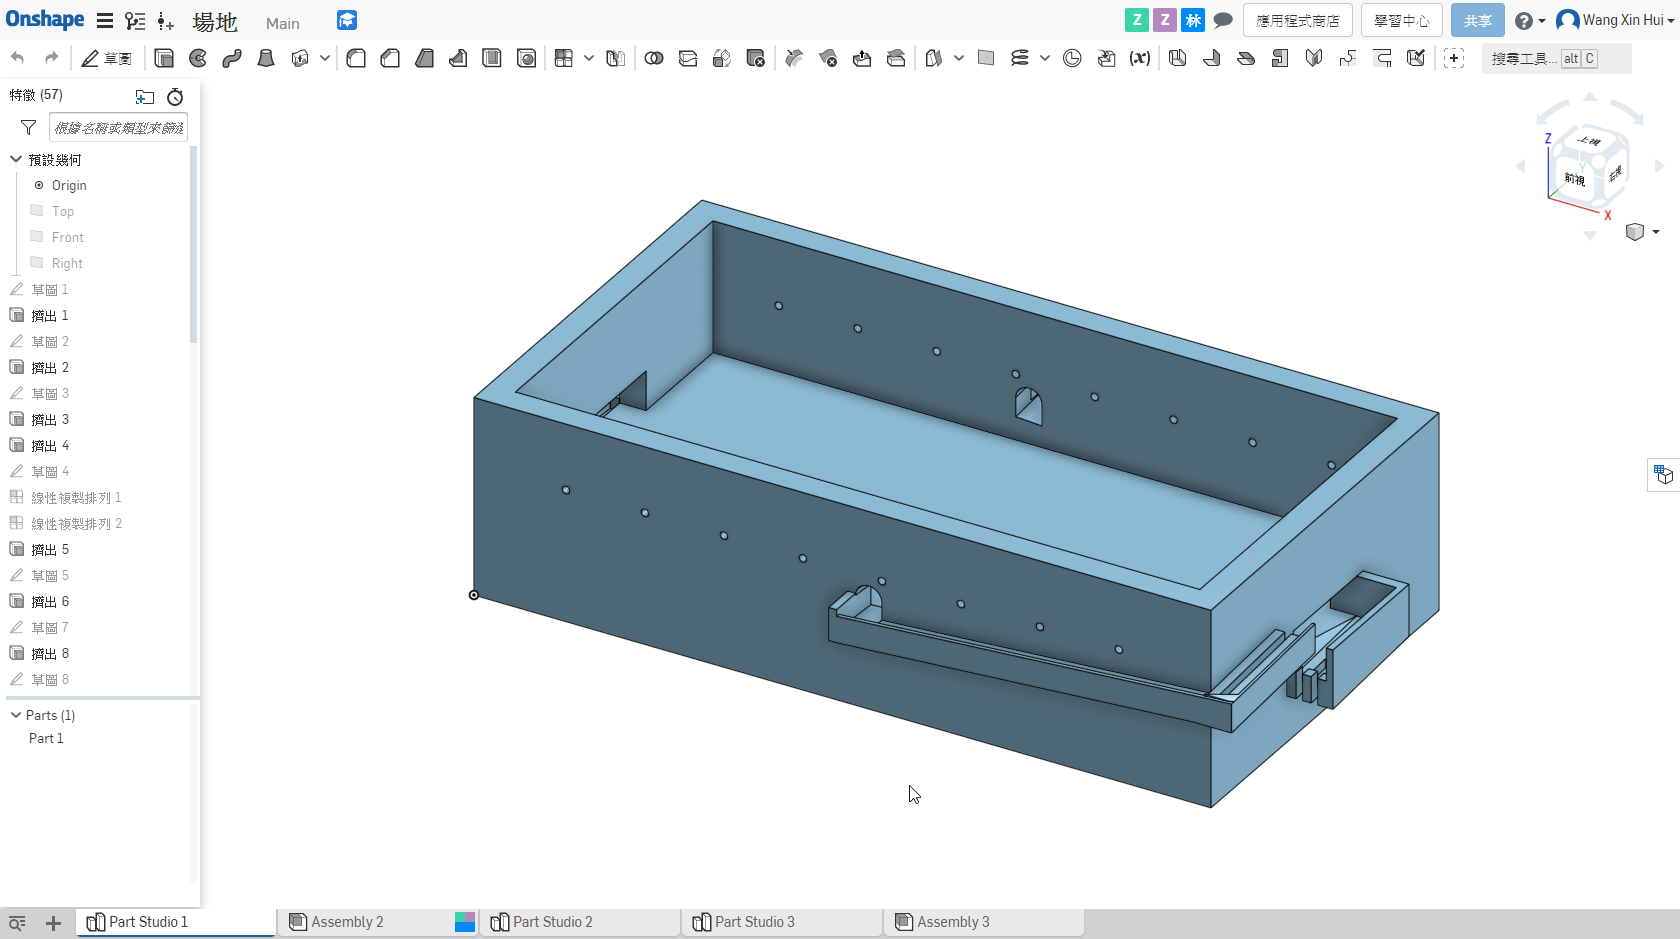 Onshape 場地 Main Z Z 林 應用程式商店 學習中心 共享 Wang Xin Hui
草圖 (x) 搜尋工具... alt C
特徵 (57)
根據名稱或類型來篩選
預設幾何
Origin
Top
Front
Right
草圖 1
擠出 1
草圖 2
擠出 2
草圖 3
擠出 3
擠出 4
草圖 4
線性複製排列 1
線性複製排列 2
擠出 5
草圖 5
擠出 6
草圖 7
擠出 8
草圖 8
Parts (1)
Part 1
Z
上視
Y
前視
右視
X
Part Studio 1 Assembly 2 Part Studio 2 Part Studio 3 Assembly 3